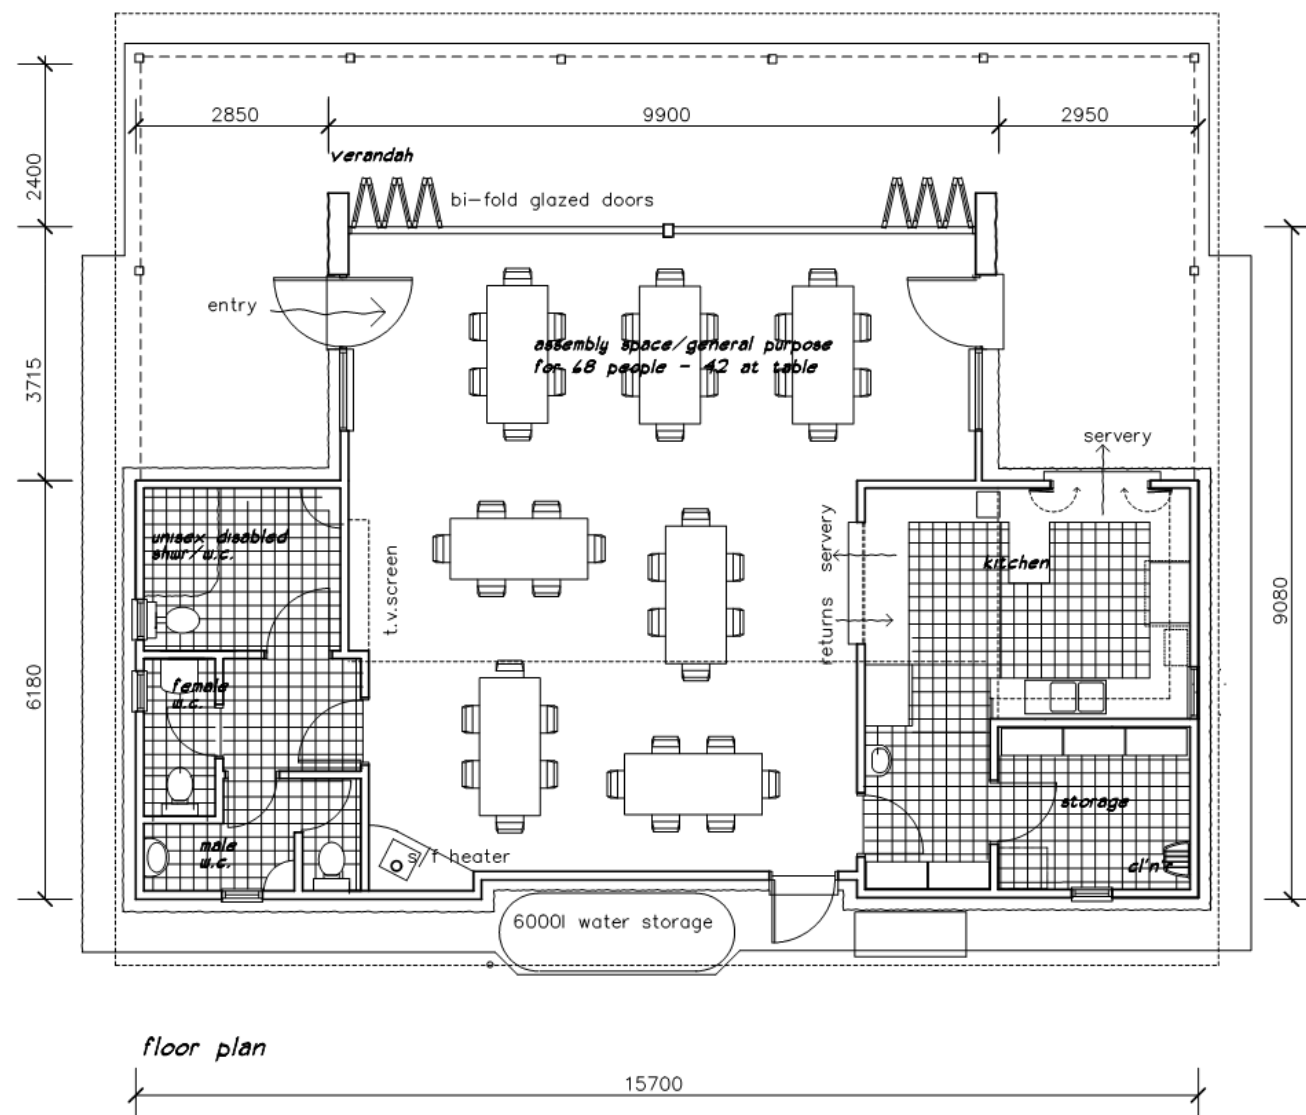 2850
9900
2950
2400
verandah
bi-fold glazed doors
entry
assembly space/general purpose
for 68 people - 42 at table
3715
servery
unisex disabled
shwr/w.c.
t.v.screen
servery
returns
kitchen
9080
6180
female
w.c.
storage
male
w.c.
s/f heater
cl'n'r
6000l water storage
floor plan
15700